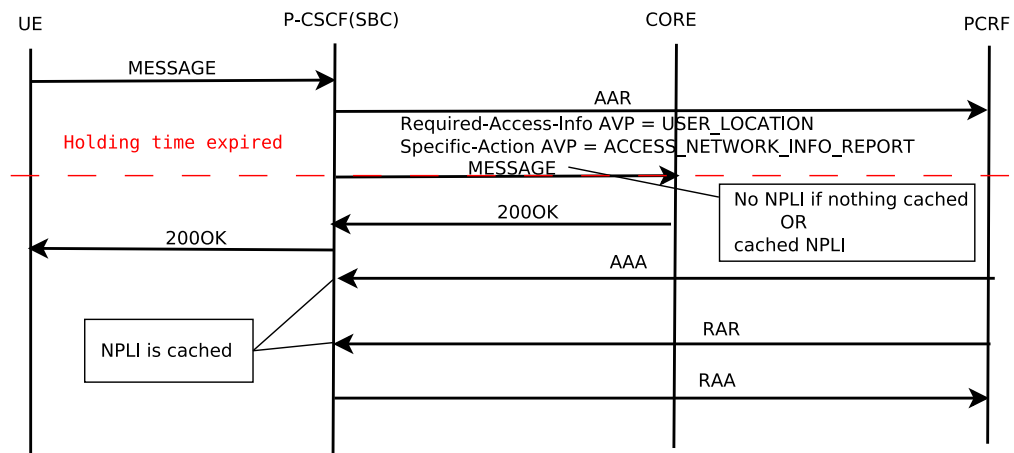 UE
P-CSCF(SBC)
CORE
PCRF
MESSAGE
AAR
Required-Access-Info AVP = USER_LOCATION
Holding time expired
Specific-Action AVP = ACCESS_NETWORK_INFO_REPORT
MESSAGE
No NPLI if nothing cached
OR
cached NPLI
200OK
200OK
AAA
NPLI is cached
RAR
RAA